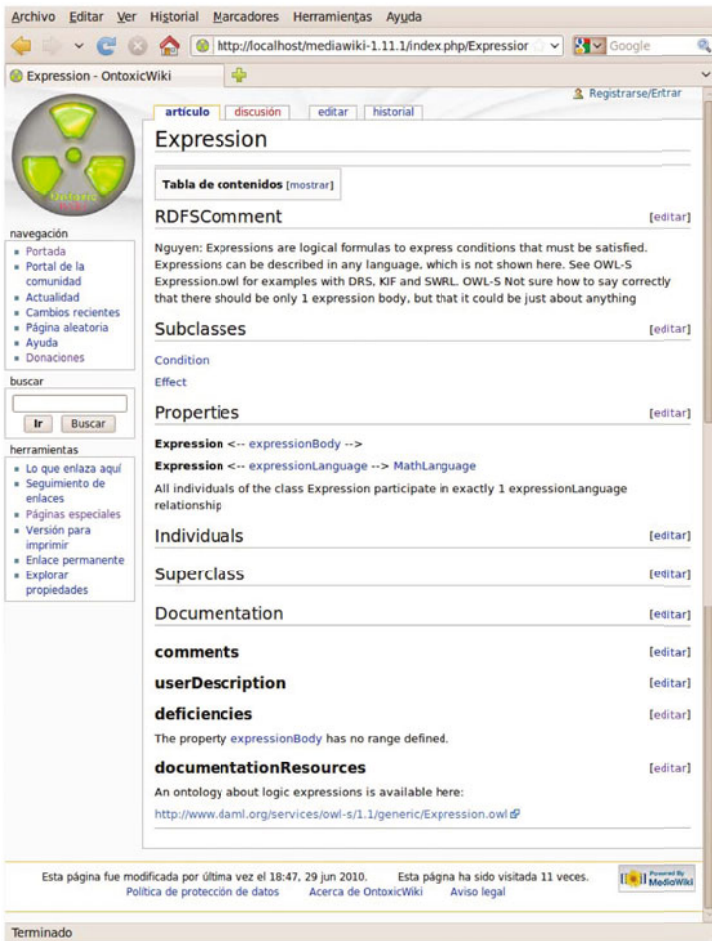 Archivo Editar Ver Historial Marcadores Herramientas Ayuda
http://localhost/mediawiki-1.11.1/index.php/Expression
Google
Expression - OntoxicWiki
Registrarse/Entrar
artículo discusión editar historial
Expression
Tabla de contenidos [mostrar]
RDFSComment [editar]
Nguyen: Expressions are logical formulas to express conditions that must be satisfied.
Expressions can be described in any language, which is not shown here. See OWL-S
Expression.owl for examples with DRS, KIF and SWRL. OWL-S Not sure how to say correctly
that there should be only 1 expression body, but that it could be just about anything
Subclasses [editar]
Condition
Effect
Properties [editar]
Expression <-- expressionBody -->
Expression <-- expressionLanguage --> MathLanguage
All individuals of the class Expression participate in exactly 1 expressionLanguage
relationship
Individuals [editar]
Superclass [editar]
Documentation [editar]
comments [editar]
userDescription [editar]
deficiencies [editar]
The property expressionBody has no range defined.
documentationResources [editar]
An ontology about logic expressions is available here:
http://www.daml.org/services/owl-s/1.1/generic/Expression.owl
navegación
Portada
Portal de la
comunidad
Actualidad
Cambios recientes
Página aleatoria
Ayuda
Donaciones
buscar
Ir Buscar
herramientas
Lo que enlaza aquí
Seguimiento de
enlaces
Páginas especiales
Versión para
imprimir
Enlace permanente
Explorar
propiedades
Esta página fue modificada por última vez el 18:47, 29 jun 2010. Esta página ha sido visitada 11 veces.
Política de protección de datos Acerca de OntoxicWiki Aviso legal
Powered By
MediaWiki
Terminado